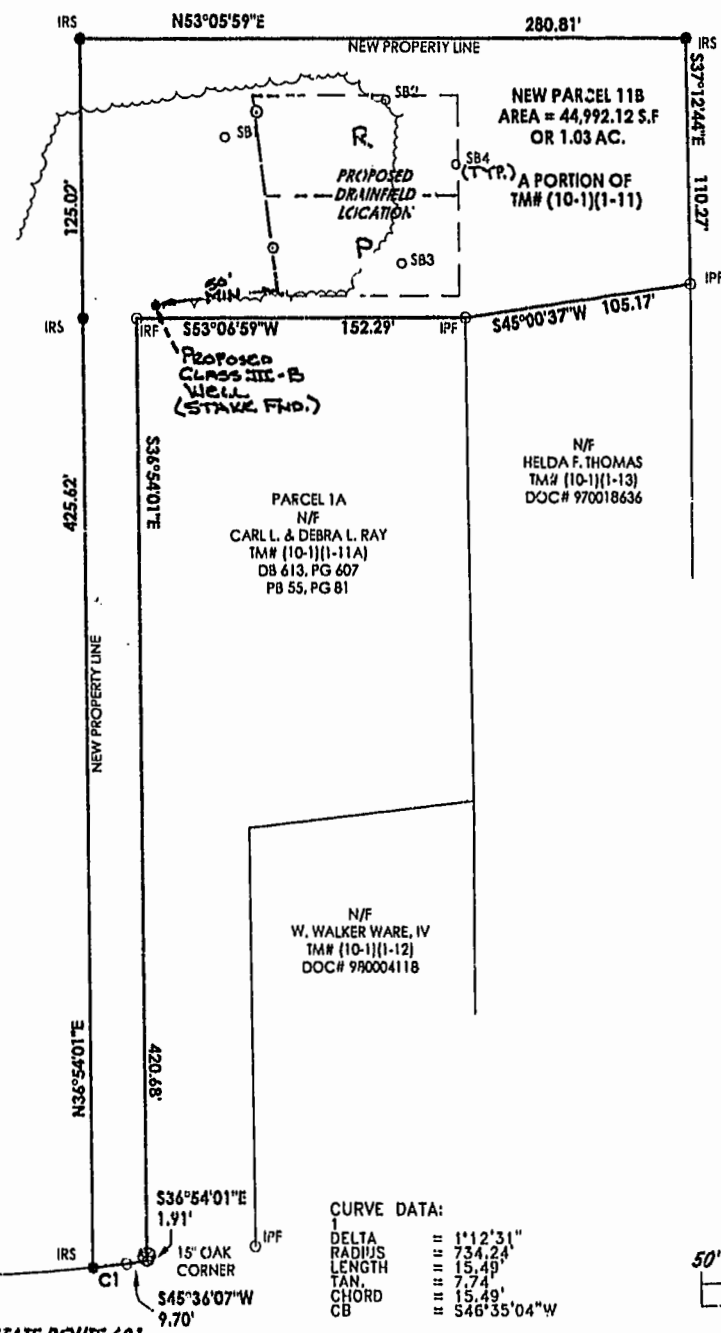 IRS
N53°05'59"E
280.81'
IRS
NEW PROPERTY LINE
S37°12'44"E
110.27'
NEW PARCEL 11B
AREA = 44,992.12 S.F
OR 1.03 AC.
A PORTION OF
TM# (10-1)(1-11)
SB2
SB
R.
SB4
(TYP.)
PROPOSED
DRAINFIELD
LOCATION
P
SB3
125.07'
50'
MIN
IPF
IRS
IRF
S53°06'59"W
152.29'
IPF
S45°00'37"W
105.17'
PROPOSED
CLASS III-B
WELL
(STAKE FND.)
S36°54'01"E
N/F
HELDA F. THOMAS
TM# (10-1)(1-13)
DOC# 970018636
425.62'
PARCEL 1A
N/F
CARL L. & DEBRA L. RAY
TM# (10-1)(1-11A)
DB 613, PG 607
PB 55, PG 81
NEW PROPERTY LINE
N/F
W. WALKER WARE, IV
TM# (10-1)(1-12)
DOC# 980004118
N36°54'01"E
420.68'
S36°54'01"E
1.91'
IRS
C1
15" OAK
CORNER
IPF
S45°36'07"W
9.70'
CURVE DATA:
1
DELTA = 1°12'31"
RADIUS = 734.24'
LENGTH = 15.49'
TAN. = 7.74'
CHORD = 15.49'
CB = S46°35'04"W
50'